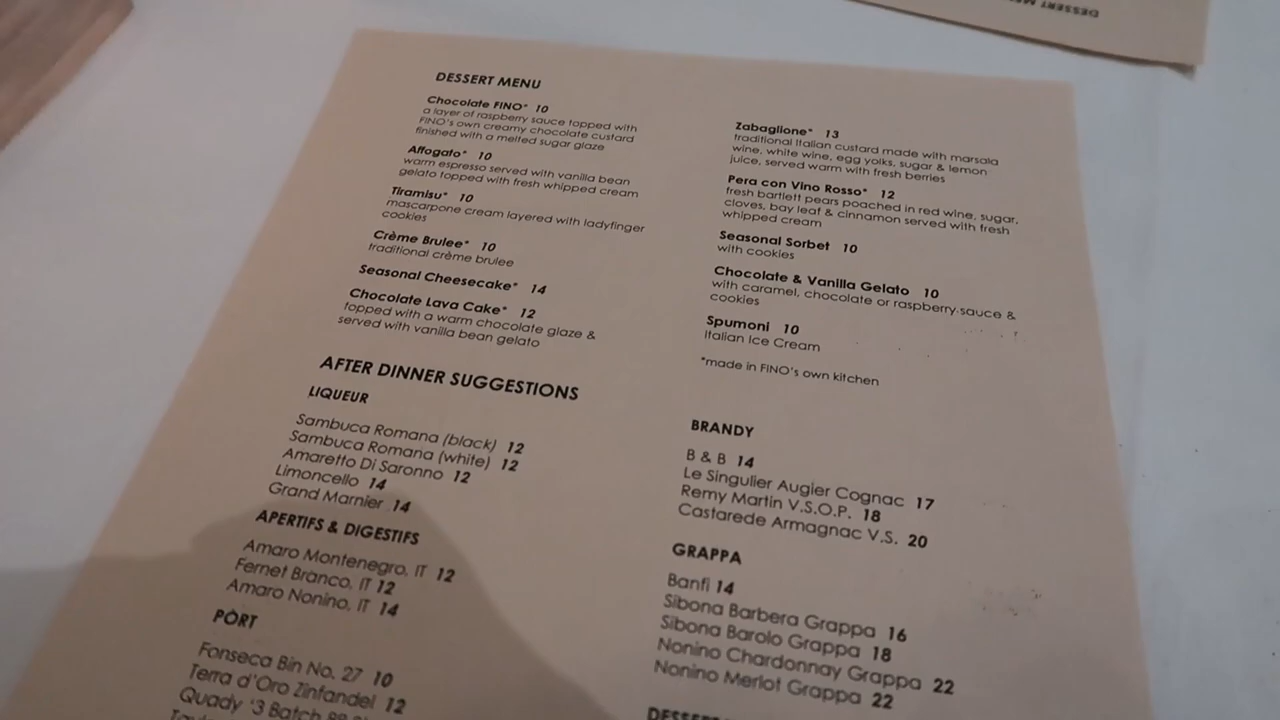 DESSERT MENU
DESSERT MENU
Chocolate FINO* 10
a layer of raspberry sauce topped with
FINO's own creamy chocolate custard
finished with a melted sugar glaze
Affogato* 10
warm espresso served with vanilla bean
gelato topped with fresh whipped cream
Tiramisu* 10
mascarpone cream layered with ladyfinger
cookies
Crème Brulee* 10
traditional crème brulee
Seasonal Cheesecake* 14
Chocolate Lava Cake* 12
topped with a warm chocolate glaze &
served with vanilla bean gelato
Zabaglione* 13
traditional Italian custard made with marsala
wine, white wine, egg yolks, sugar & lemon
juice, served warm with fresh berries
Pera con Vino Rosso* 12
fresh bartlett pears poached in red wine, sugar,
cloves, bay leaf & cinnamon served with fresh
whipped cream
Seasonal Sorbet 10
with cookies
Chocolate & Vanilla Gelato 10
with caramel, chocolate or raspberry sauce &
cookies
Spumoni 10
Italian Ice Cream
*made in FINO's own kitchen
AFTER DINNER SUGGESTIONS
LIQUEUR
Sambuca Romana (black) 12
Sambuca Romana (white) 12
Amaretto Di Saronno 12
Limoncello 14
Grand Marnier 14
APERTIFS & DIGESTIFS
Amaro Montenegro, IT 12
Fernet Branco, IT 12
Amaro Nonino, IT 14
PORT
Fonseca Bin No. 27 10
Terra d'Oro Zinfandel 12
Quady '3 Batch
BRANDY
B & B 14
Le Singulier Augier Cognac 17
Remy Martin V.S.O.P. 18
Castarede Armagnac V.S. 20
GRAPPA
Banfi 14
Sibona Barbera Grappa 16
Sibona Barolo Grappa 18
Nonino Chardonnay Grappa 22
Nonino Merlot Grappa 22
DESSERT